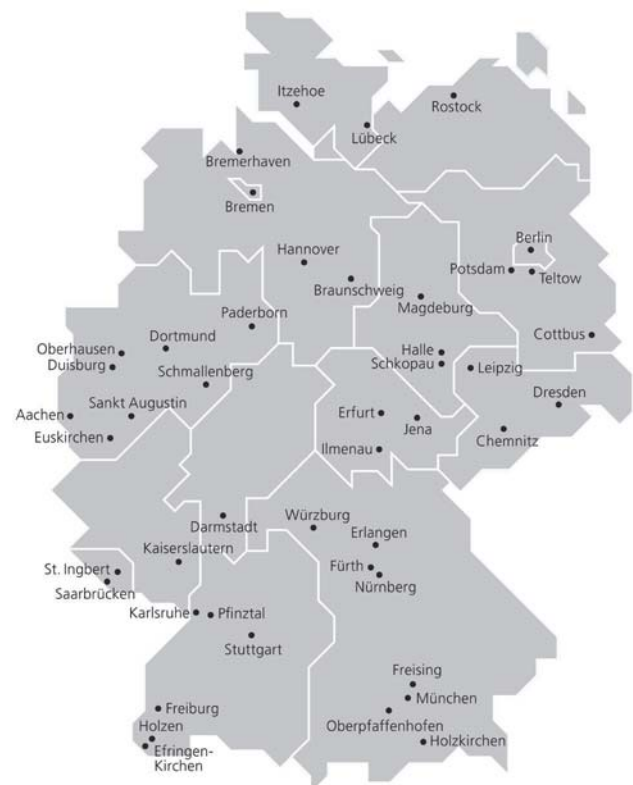 Itzehoe
Rostock
Lübeck
Bremerhaven
Bremen
Berlin
Hannover
Potsdam
Teltow
Braunschweig
Magdeburg
Paderborn
Cottbus
Dortmund
Oberhausen
Halle
Duisburg
Schkopau
Leipzig
Schmallenberg
Dresden
Sankt Augustin
Aachen
Erfurt
Jena
Euskirchen
Chemnitz
Ilmenau
Darmstadt
Würzburg
Erlangen
Kaiserslautern
St. Ingbert
Fürth
Nürnberg
Saarbrücken
Karlsruhe
Pfinztal
Stuttgart
Freising
München
Freiburg
Oberpfaffenhofen
Holzen
Holzkirchen
Efringen-
Kirchen